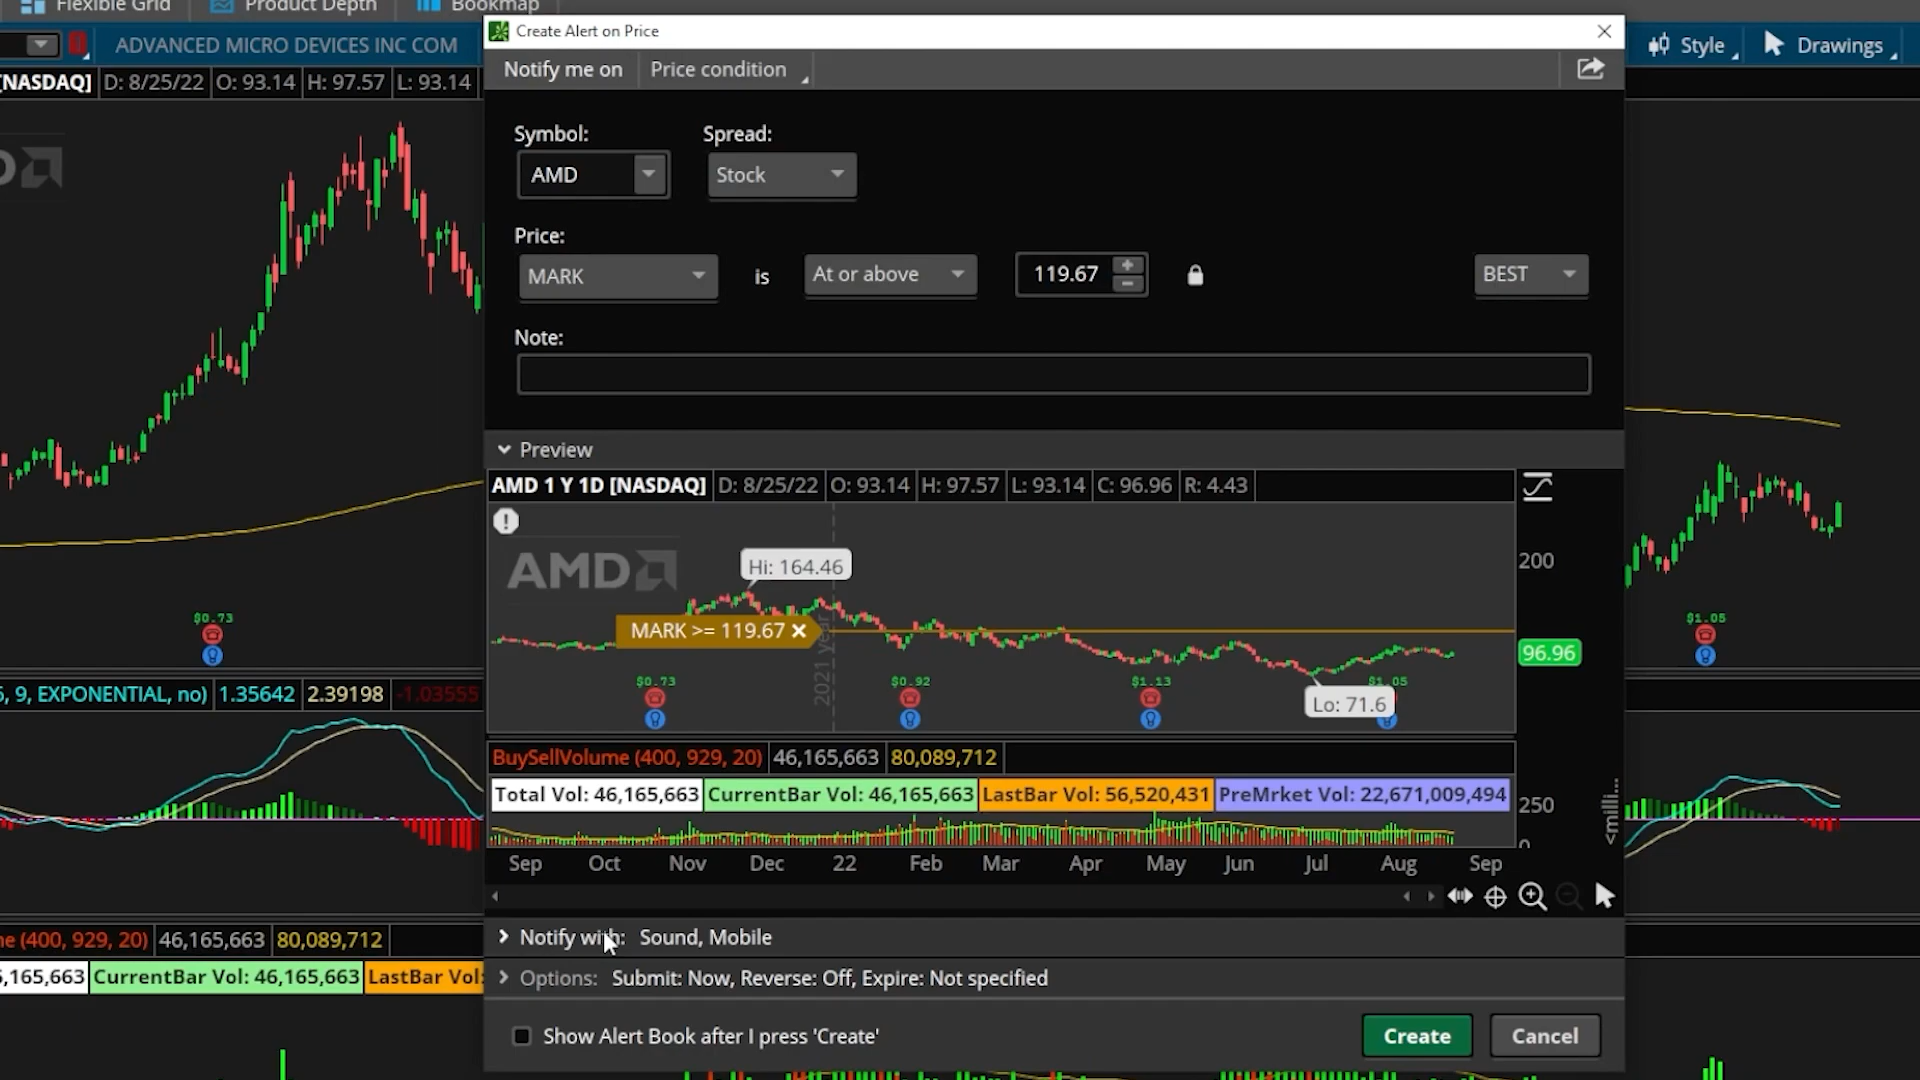 Flexible Grid
Product Depth
Bookmap
ADVANCED MICRO DEVICES INC COM
[NASDAQ] D: 8/25/22 O: 93.14 H: 97.57 L: 93.14
Style
Drawings
Create Alert on Price
Notify me on
Price condition
Symbol:
Spread:
AMD
Stock
Price:
MARK
is
At or above
119.67
BEST
Note:
Preview
AMD 1 Y 1D [NASDAQ] D: 8/25/22 O: 93.14 H: 97.57 L: 93.14 C: 96.96 R: 4.43
AMD
Hi: 164.46
200
MARK >= 119.67
96.96
2021 year
$0.73
$0.92
$1.13
$1.05
Lo: 71.6
BuySellVolume (400, 929, 20) 46,165,663 80,089,712
Total Vol: 46,165,663 CurrentBar Vol: 46,165,663 LastBar Vol: 56,520,431 PreMrket Vol: 22,671,009,494
250
0
<milli...
Sep Oct Nov Dec 22 Feb Mar Apr May Jun Jul Aug Sep
Notify with: Sound, Mobile
Options: Submit: Now, Reverse: Off, Expire: Not specified
Show Alert Book after I press 'Create'
Create
Cancel
$0.73
$1.05
9, EXPONENTIAL, no) 1.35642 2.39198 -1.03555
(400, 929, 20) 46,165,663 80,089,712
165,663 CurrentBar Vol: 46,165,663 LastBar Vol: